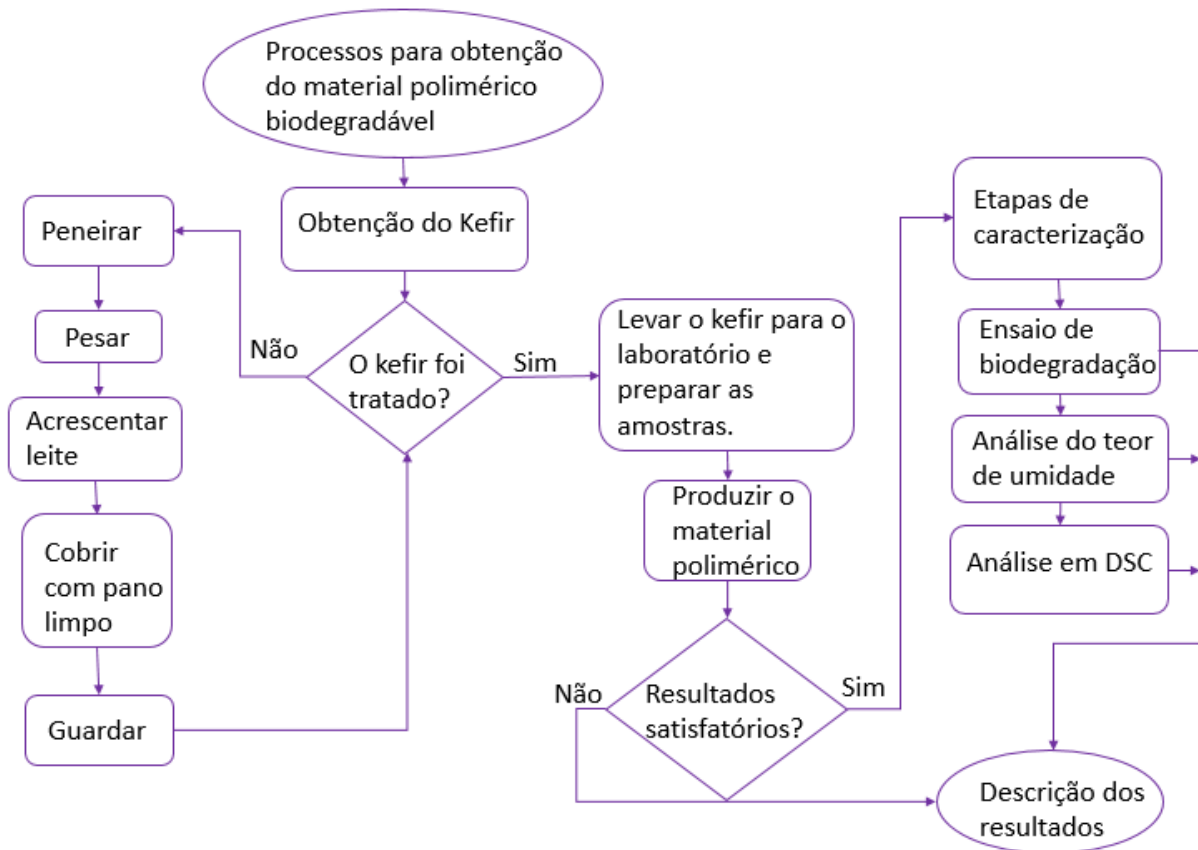 Processos para obtenção
do material polimérico
biodegradável
Obtenção do Kefir
O kefir foi
tratado?
Não
Sim
Peneirar
Pesar
Acrescentar
leite
Cobrir
com pano
limpo
Guardar
Levar o kefir para o
laboratório e
preparar as
amostras.
Produzir o
material
polimérico
Resultados
satisfatórios?
Não
Sim
Etapas de
caracterização
Ensaio de
biodegradação
Análise do teor
de umidade
Análise em DSC
Descrição dos
resultados